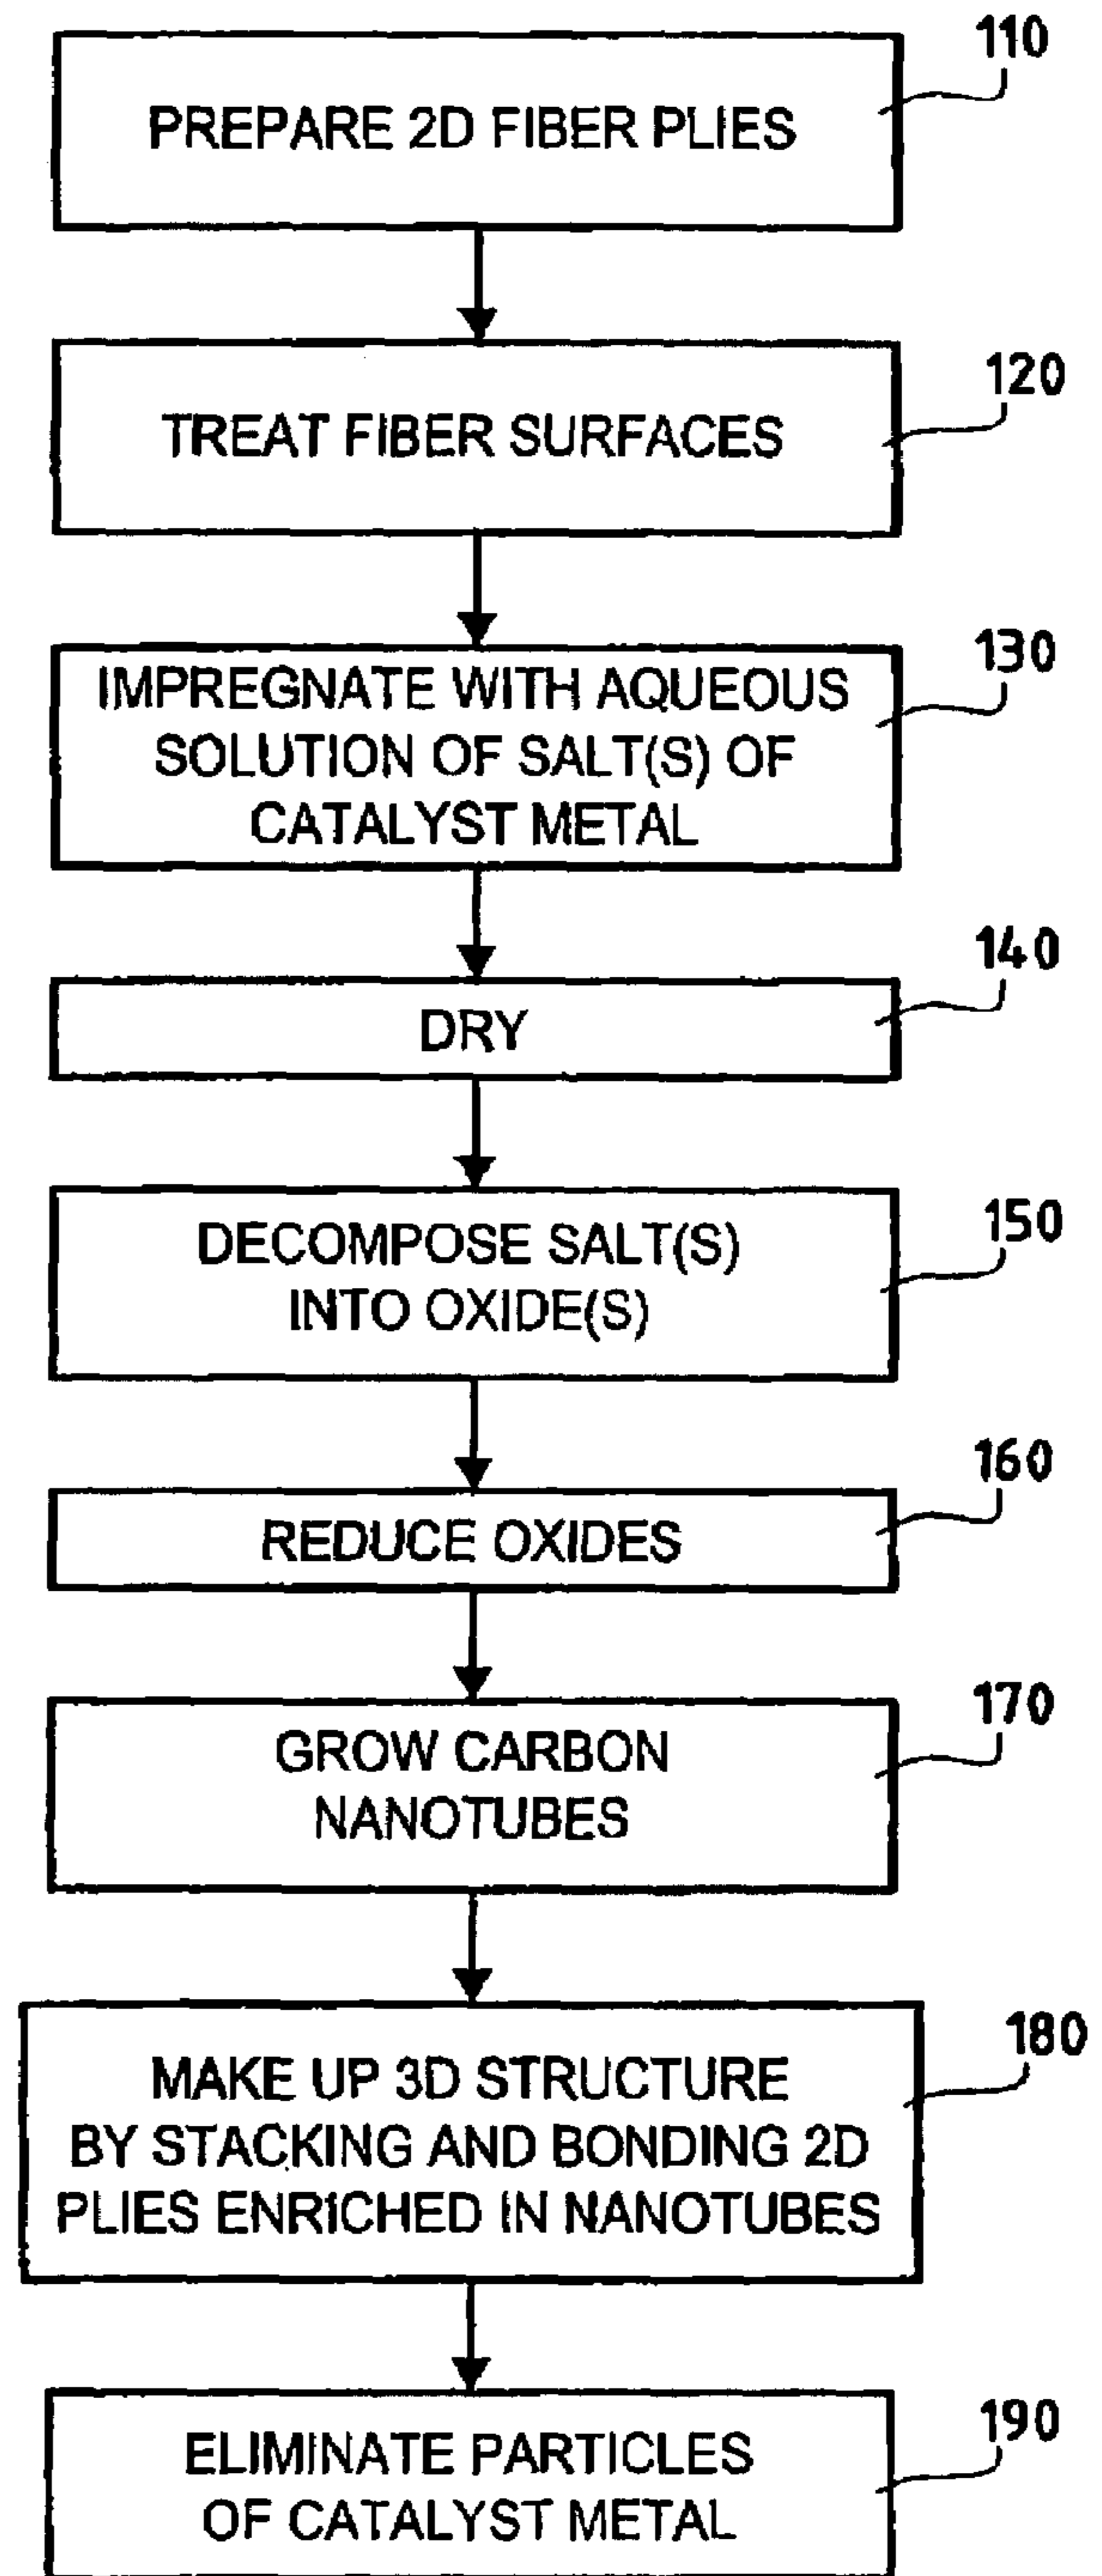 110
PREPARE 2D FIBER PLIES
120
TREAT FIBER SURFACES
130
IMPREGNATE WITH AQUEOUS
SOLUTION OF SALT(S) OF
CATALYST METAL
140
DRY
150
DECOMPOSE SALT(S)
INTO OXIDE(S)
160
REDUCE OXIDES
170
GROW CARBON
NANOTUBES
180
MAKE UP 3D STRUCTURE
BY STACKING AND BONDING 2D
PLIES ENRICHED IN NANOTUBES
190
ELIMINATE PARTICLES
OF CATALYST METAL